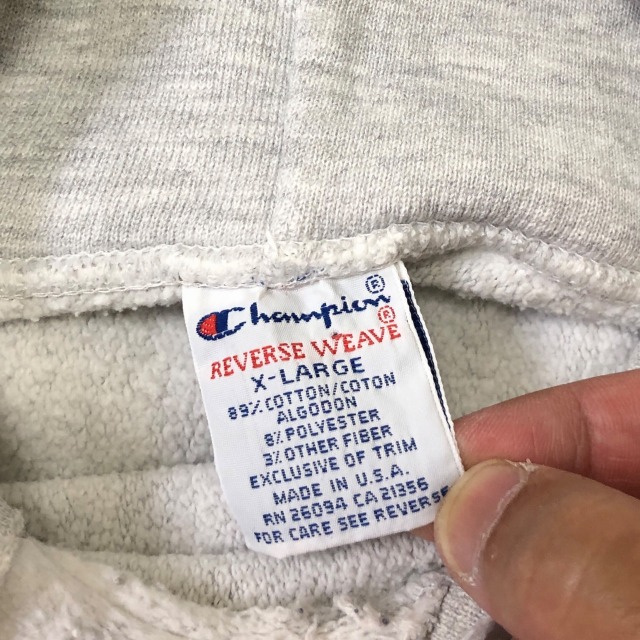 Champion®
REVERSE WEAVE®
X-LARGE
89% COTTON/COTON
ALGODON
8% POLYESTER
3% OTHER FIBER
EXCLUSIVE OF TRIM
MADE IN U.S.A.
RN 26094 CA 21356
FOR CARE SEE REVERSE